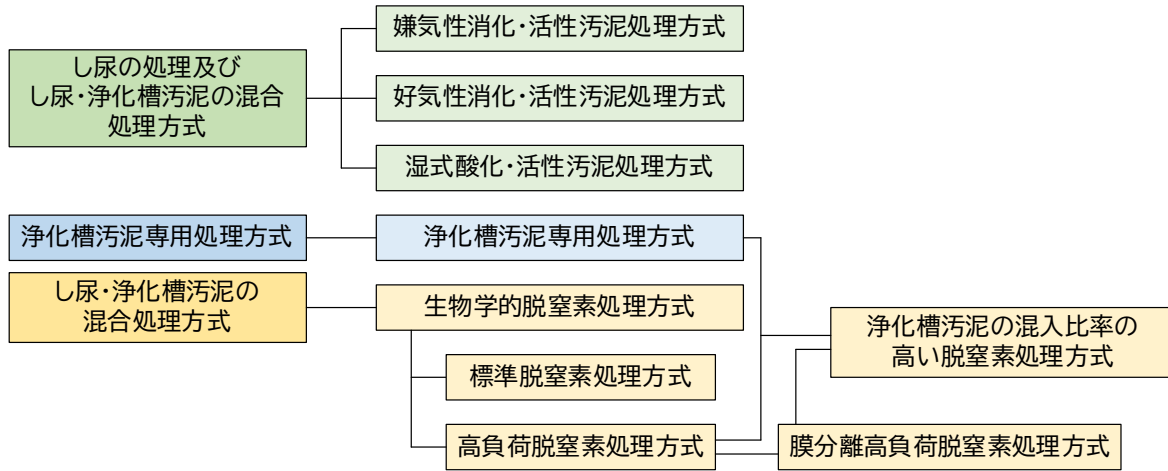 し尿の処理及び
し尿・浄化槽汚泥の混合
処理方式
嫌気性消化・活性汚泥処理方式
好気性消化・活性汚泥処理方式
湿式酸化・活性汚泥処理方式
浄化槽汚泥専用処理方式
浄化槽汚泥専用処理方式
し尿・浄化槽汚泥の
混合処理方式
生物学的脱窒素処理方式
標準脱窒素処理方式
高負荷脱窒素処理方式
浄化槽汚泥の混入比率の
高い脱窒素処理方式
膜分離高負荷脱窒素処理方式